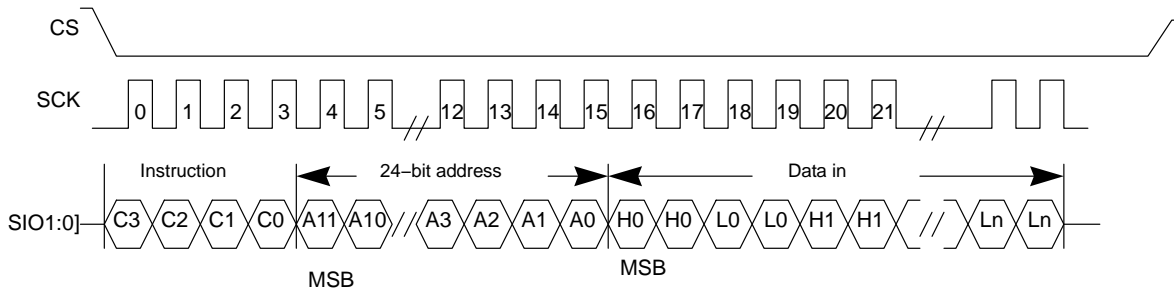 CS
SCK
0 1 2 3 4 5 12 13 14 15 16 17 18 19 20 21
Instruction 24−bit address Data in
SIO1:0] C3 C2 C1 C0 A11 A10 A3 A2 A1 A0 H0 H0 L0 L0 H1 H1 Ln Ln
MSB MSB